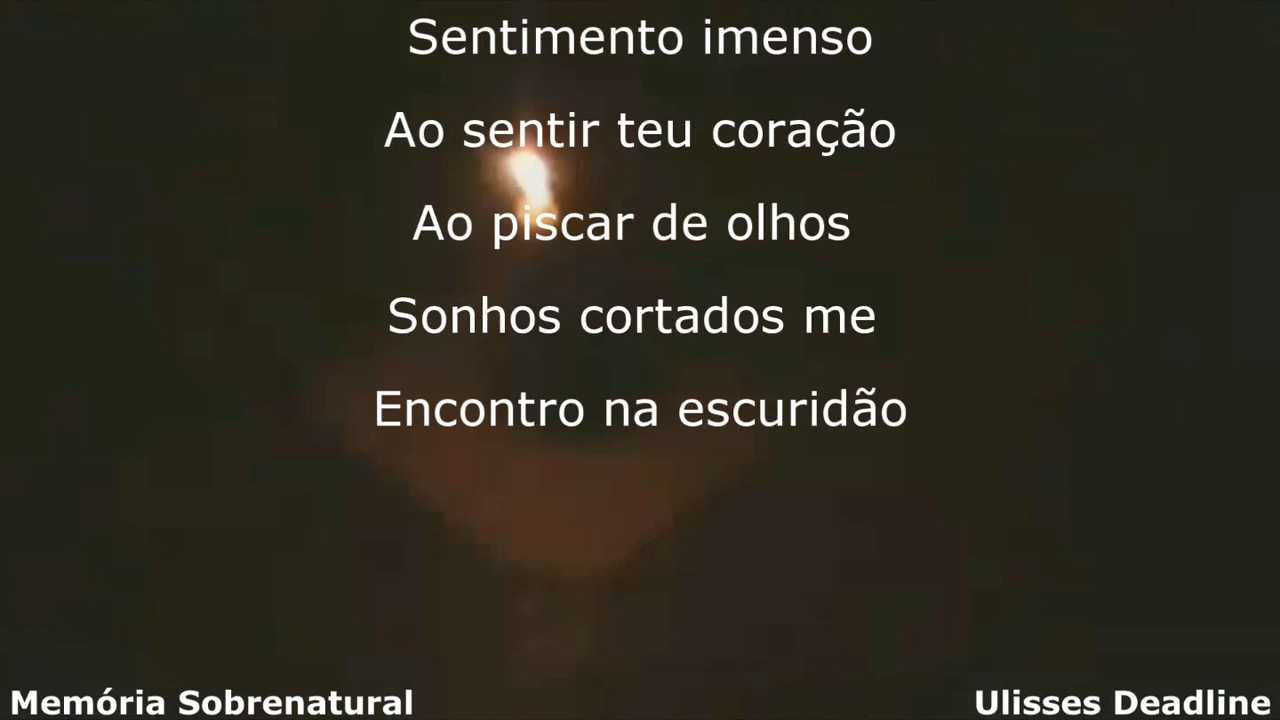 Sentimento imenso
Ao sentir teu coração
Ao piscar de olhos
Sonhos cortados me
Encontro na escuridão
Memória Sobrenatural
Ulisses Deadline